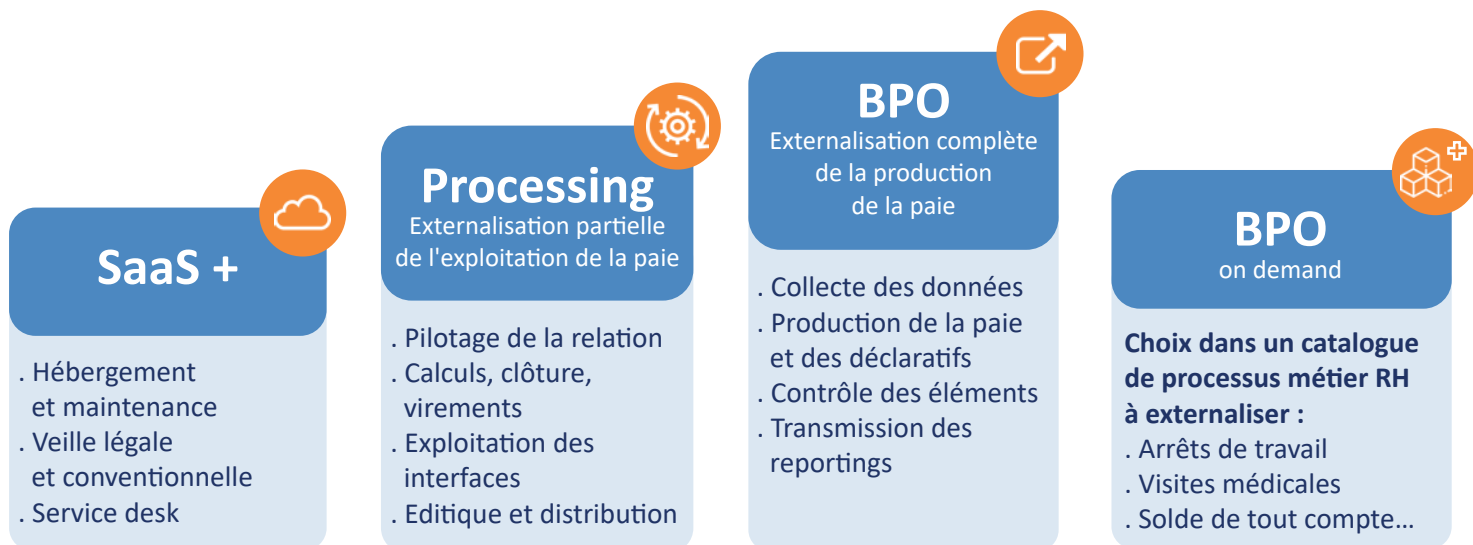 SaaS +
. Hébergement
et maintenance
. Veille légale
et conventionnelle
. Service desk
Processing
Externalisation partielle
de l'exploitation de la paie
. Pilotage de la relation
. Calculs, clôture,
virements
. Exploitation des
interfaces
. Editique et distribution
BPO
Externalisation complète
de la production
de la paie
. Collecte des données
. Production de la paie
et des déclaratifs
. Contrôle des éléments
. Transmission des
reportings
BPO
on demand
Choix dans un catalogue
de processus métier RH
à externaliser :
. Arrêts de travail
. Visites médicales
. Solde de tout compte…